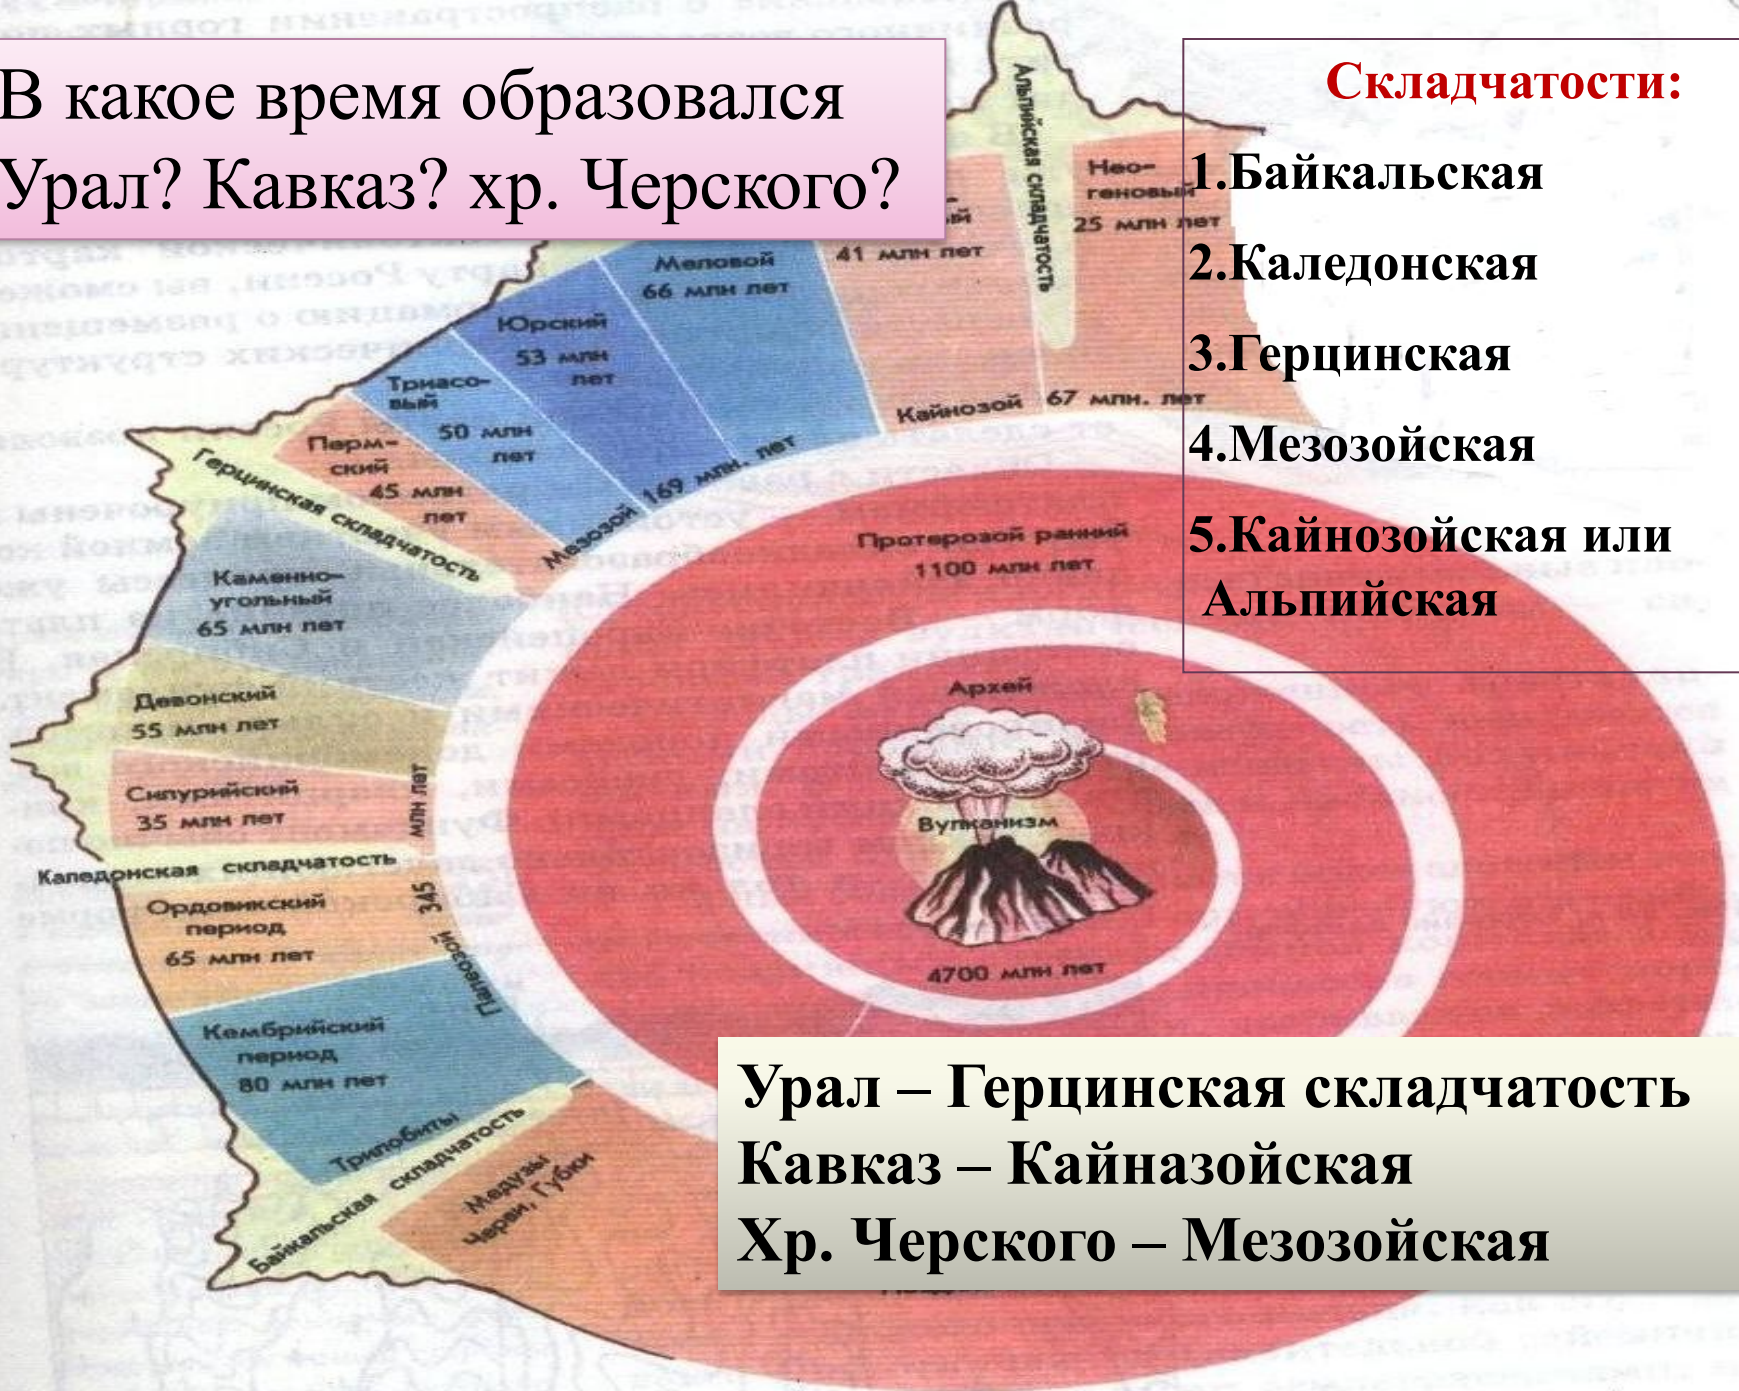 В какое время образовался
Урал? Кавказ? хр. Черского?
Складчатости:
1.Байкальская
2.Каледонская
3.Герцинская
4.Мезозойская
5.Кайнозойская или
Альпийская
Альпийская складчатость
Нео-
геновый
25 млн лет
41 млн лет
Кайнозой 67 млн. лет
Меловой
66 млн лет
Юрский
53 млн
лет
Триасо-
вый
50 млн
лет
Мезозой 169 млн. лет
Перм-
ский
45 млн
лет
Герцинская складчатость
Каменно-
угольный
65 млн лет
Девонский
55 млн лет
Силурийский
35 млн лет
Каледонская складчатость
Ордовикский
период
65 млн лет
Палеозой 345 млн лет
Кембрийский
период
80 млн лет
Трилобиты
Байкальская складчатость
Медузы
Черви, Губки
Протерозой ранний
1100 млн лет
Архей
Вулканизм
4700 млн лет
Урал – Герцинская складчатость
Кавказ – Кайназойская
Хр. Черского – Мезозойская